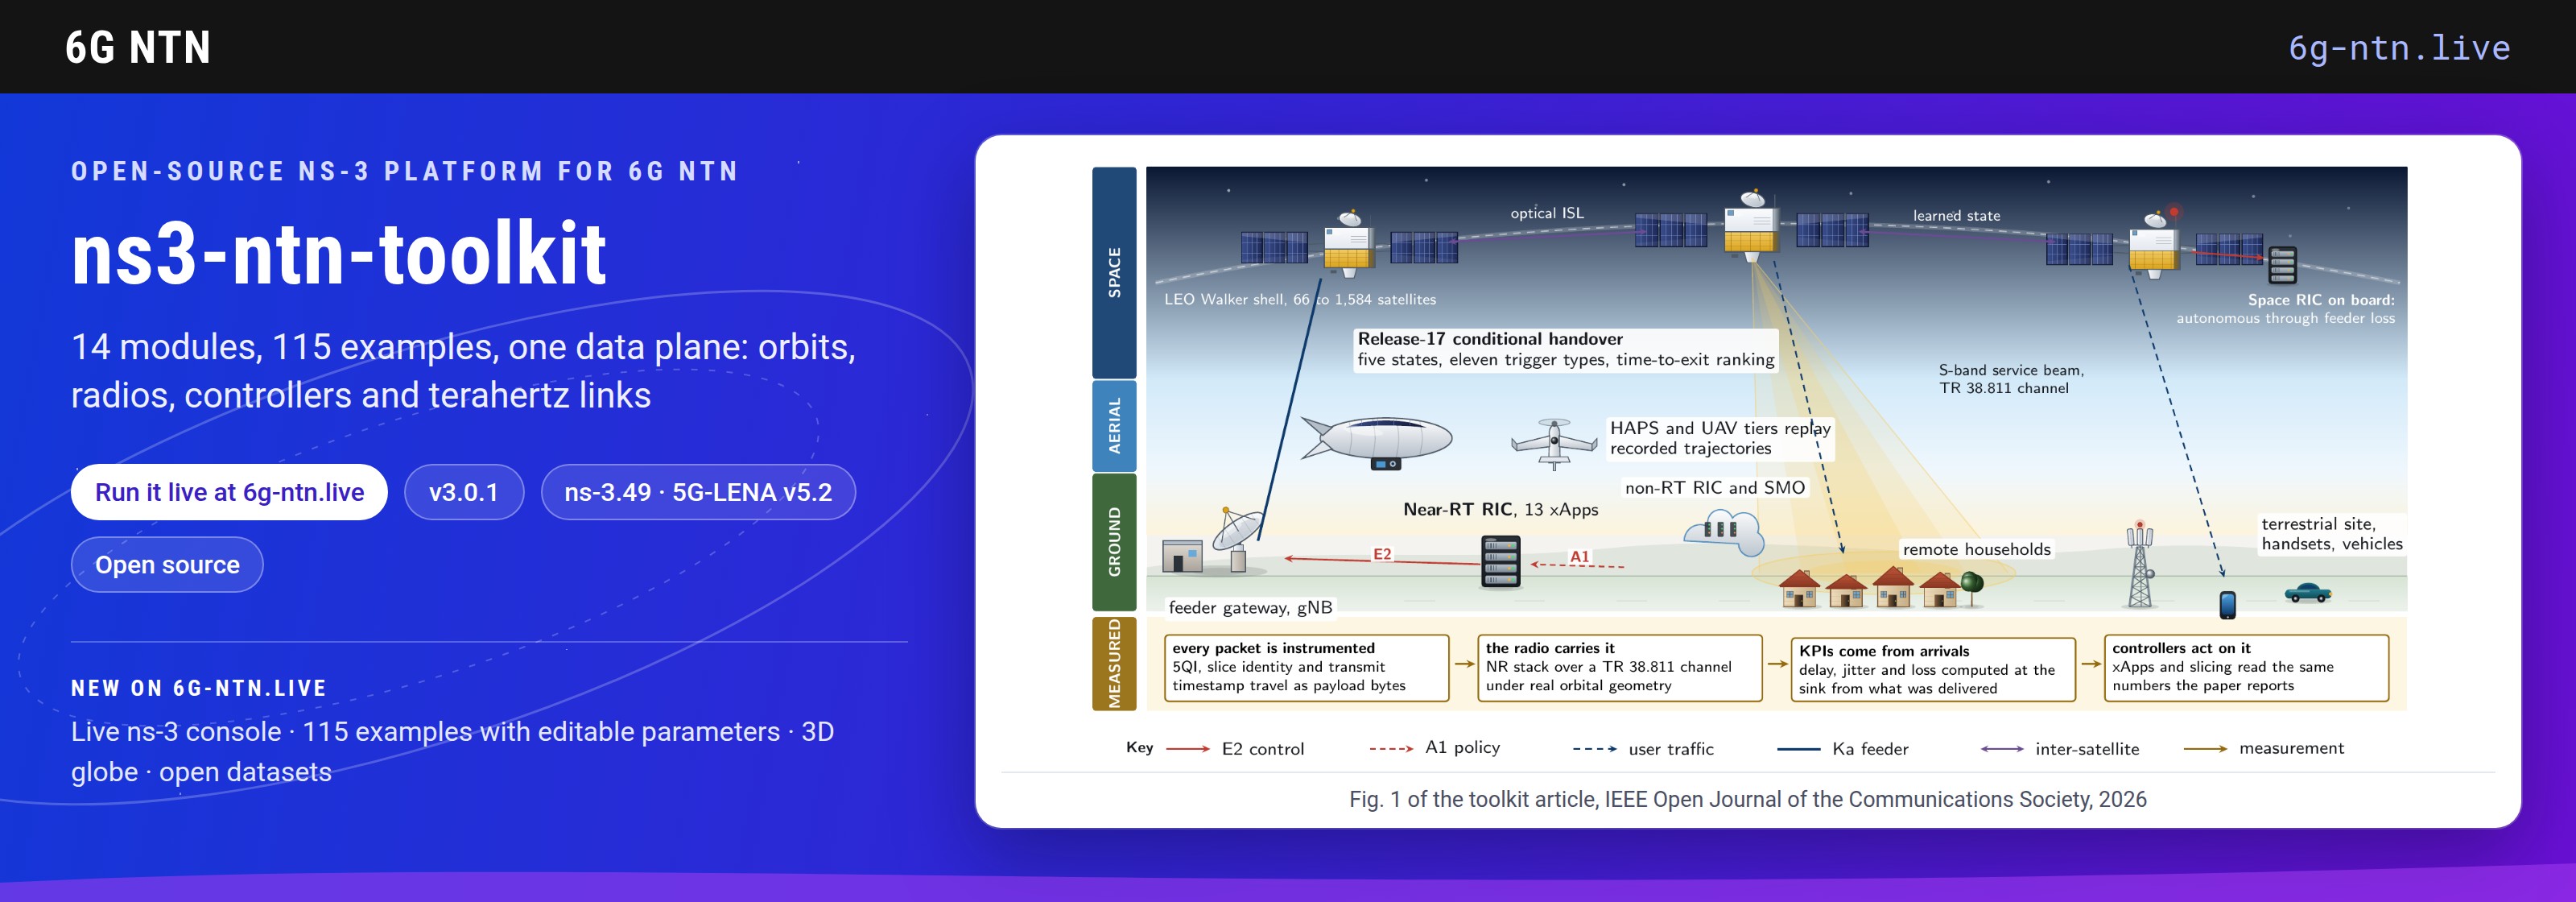 6G NTN
6g-ntn.live
OPEN-SOURCE NS-3 PLATFORM FOR 6G NTN
ns3-ntn-toolkit
14 modules, 115 examples, one data plane: orbits,
radios, controllers and terahertz links
Run it live at 6g-ntn.live
v3.0.1
ns-3.49 · 5G-LENA v5.2
Open source
NEW ON 6G-NTN.LIVE
Live ns-3 console · 115 examples with editable parameters · 3D
globe · open datasets
SPACE
optical ISL
learned state
LEO Walker shell, 66 to 1,584 satellites
Space RIC on board:
autonomous through feeder loss
Release-17 conditional handover
five states, eleven trigger types, time-to-exit ranking
S-band service beam,
TR 38.811 channel
AERIAL
HAPS and UAV tiers replay
recorded trajectories
GROUND
non-RT RIC and SMO
Near-RT RIC, 13 xApps
E2
A1
remote households
terrestrial site,
handsets, vehicles
feeder gateway, gNB
MEASURED
every packet is instrumented
5QI, slice identity and transmit
timestamp travel as payload bytes
the radio carries it
NR stack over a TR 38.811 channel
under real orbital geometry
KPIs come from arrivals
delay, jitter and loss computed at the
sink from what was delivered
controllers act on it
xApps and slicing read the same
numbers the paper reports
Key
E2 control
A1 policy
user traffic
Ka feeder
inter-satellite
measurement
Fig. 1 of the toolkit article, IEEE Open Journal of the Communications Society, 2026